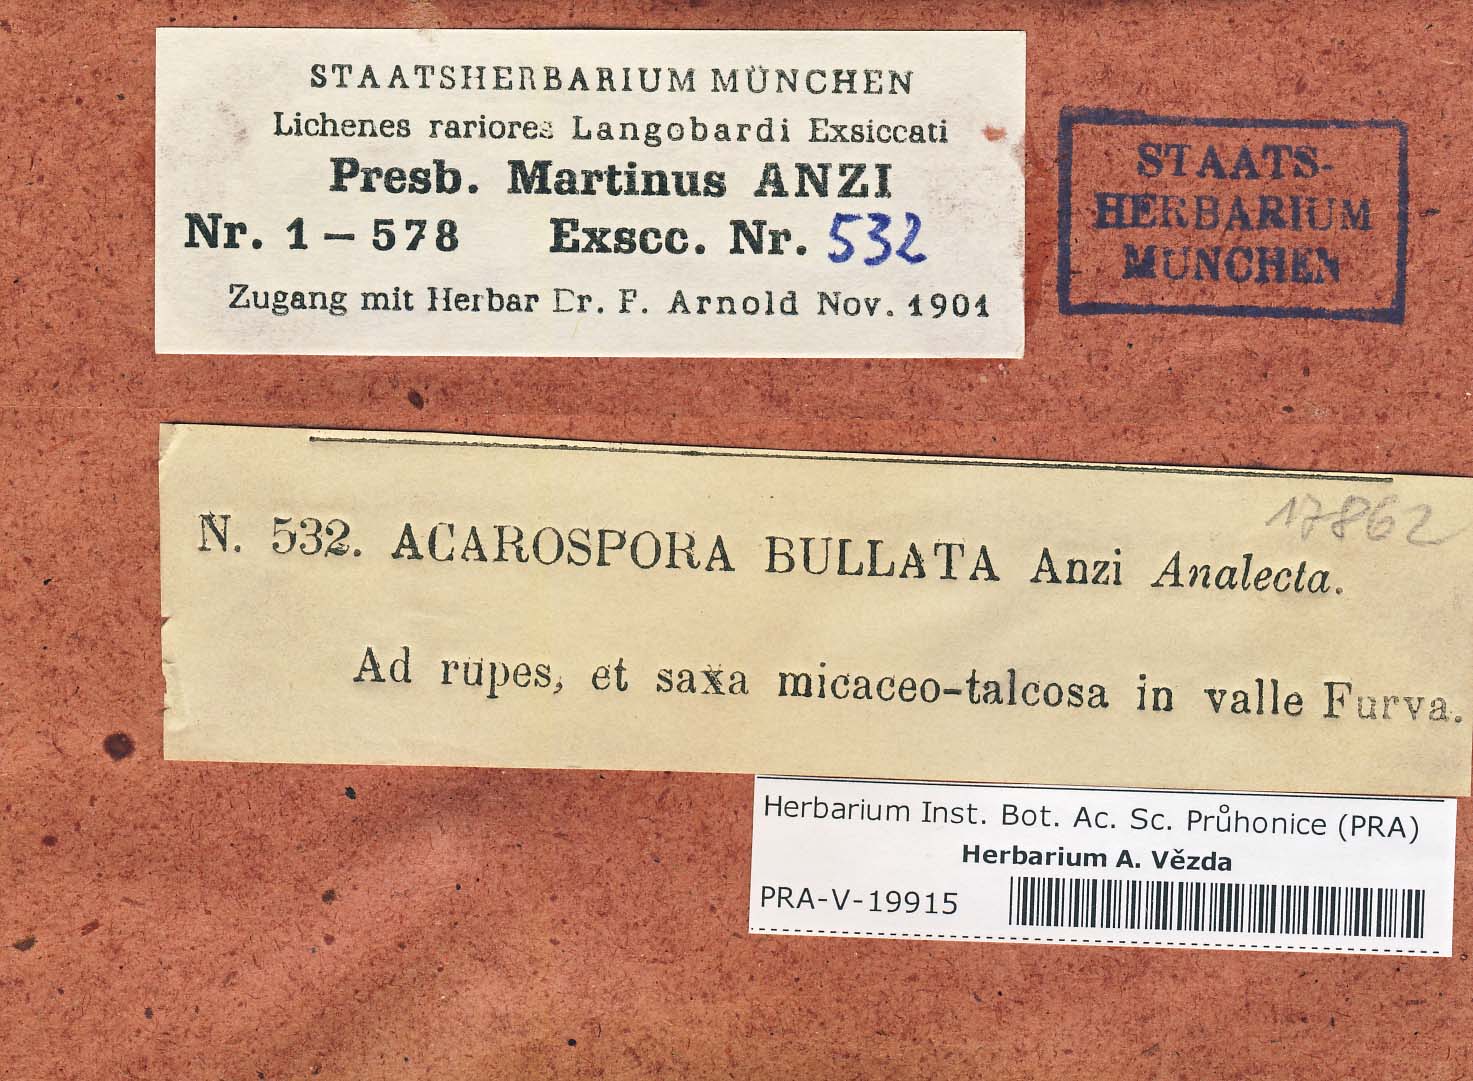 STAATSHERBARIUM MÜNCHEN
Lichenes rariores Langobardi Exsiccati
Presb. Martinus ANZI
Nr. 1 – 578 Exscc. Nr. 532
Zugang mit Herbar Dr. F. Arnold Nov. 1901
STAATS-
HERBARIUM
MÜNCHEN
17862
N. 532. ACAROSPORA BULLATA Anzi Analecta.
Ad rupes, et saxa micaceo-talcosa in valle Furva.
Herbarium Inst. Bot. Ac. Sc. Průhonice (PRA)
Herbarium A. Vězda
PRA-V-19915